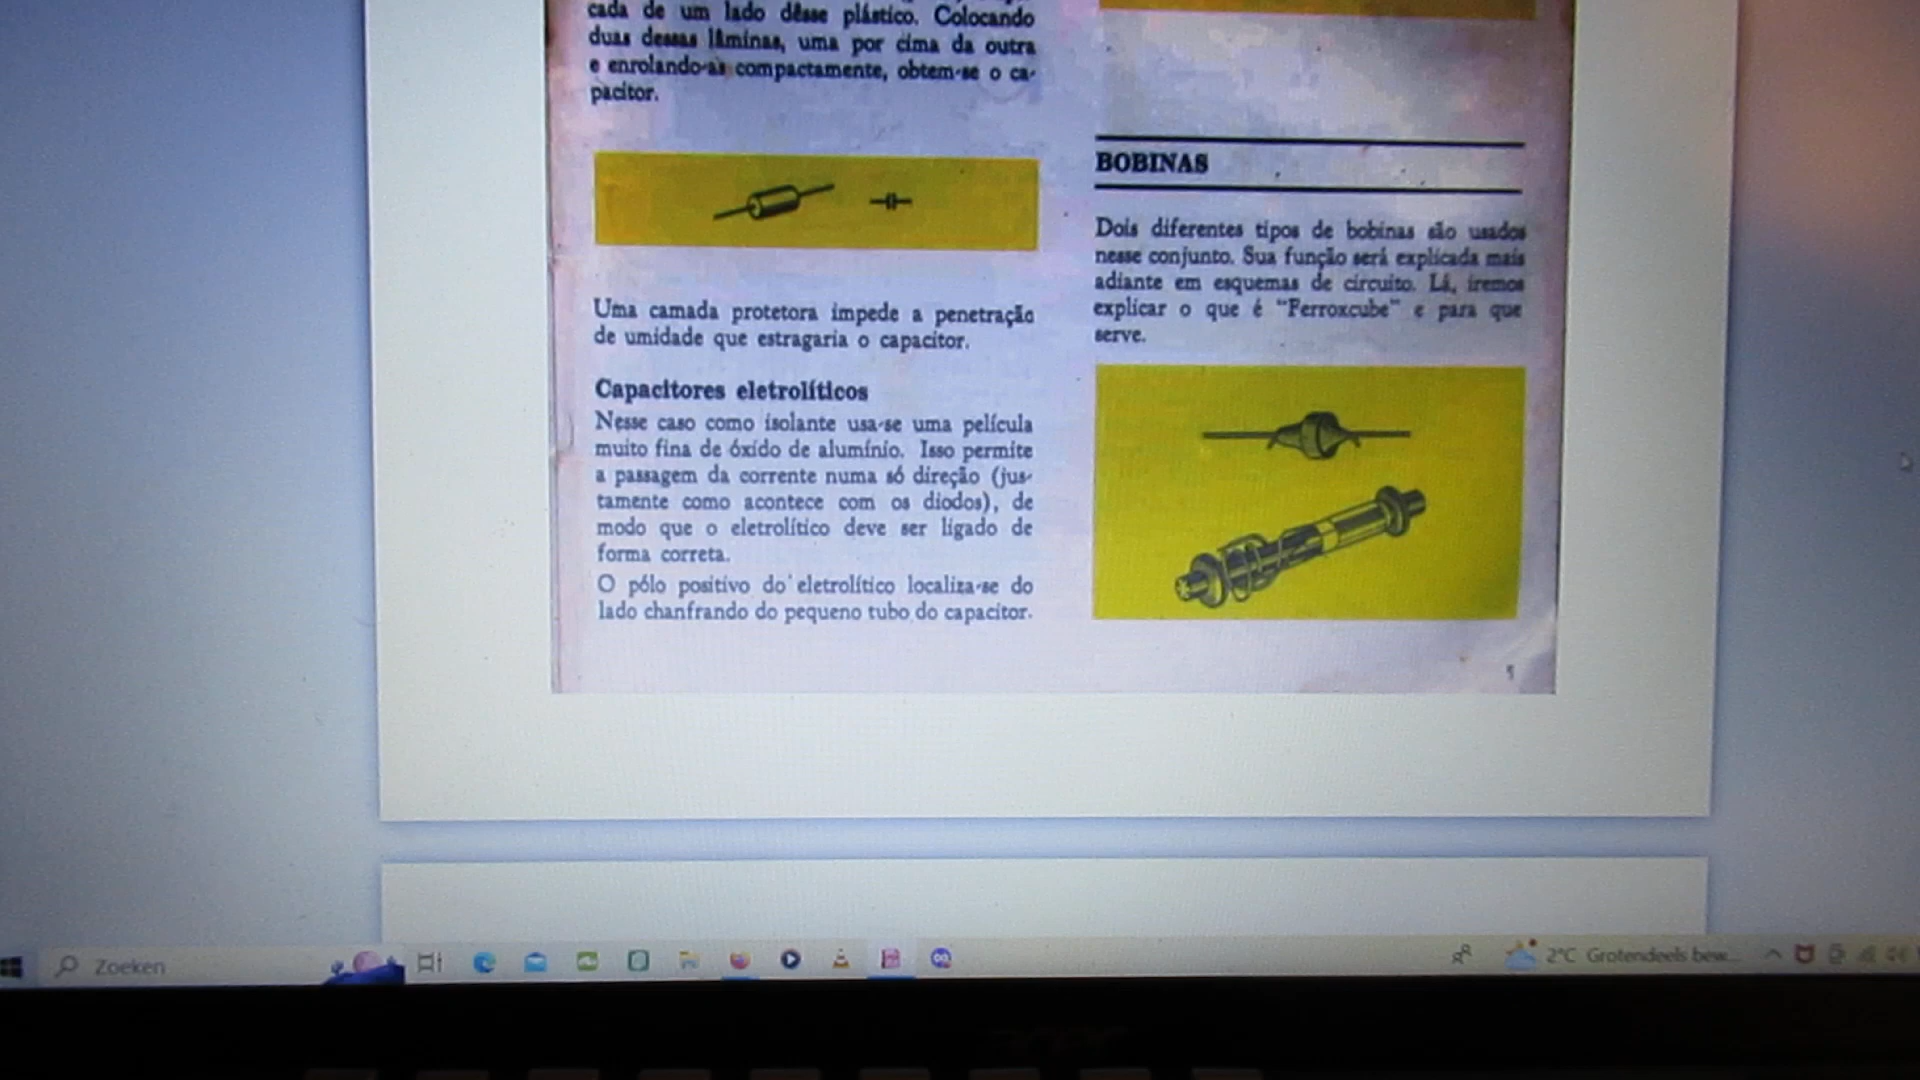 cada de um lado dêsse plástico. Colocando
duas dessas lâminas, uma por cima da outra
e enrolando-as compactamente, obtem-se o ca-
pacitor.
Uma camada protetora impede a penetração
de umidade que estragaria o capacitor.
Capacitores eletrolíticos
Nesse caso como isolante usa-se uma película
muito fina de óxido de alumínio. Isso permite
a passagem da corrente numa só direção (jus-
tamente como acontece com os diodos), de
modo que o eletrolítico deve ser ligado de
forma correta.
O pólo positivo do eletrolítico localiza-se do
lado chanfrando do pequeno tubo do capacitor.
BOBINAS
Dois diferentes tipos de bobinas são usados
nesse conjunto. Sua função será explicada mais
adiante em esquemas de circuito. Lá, iremos
explicar o que é "Ferroxcube" e para que
serve.
Zoeken
2°C Grotendeels bew...
acer